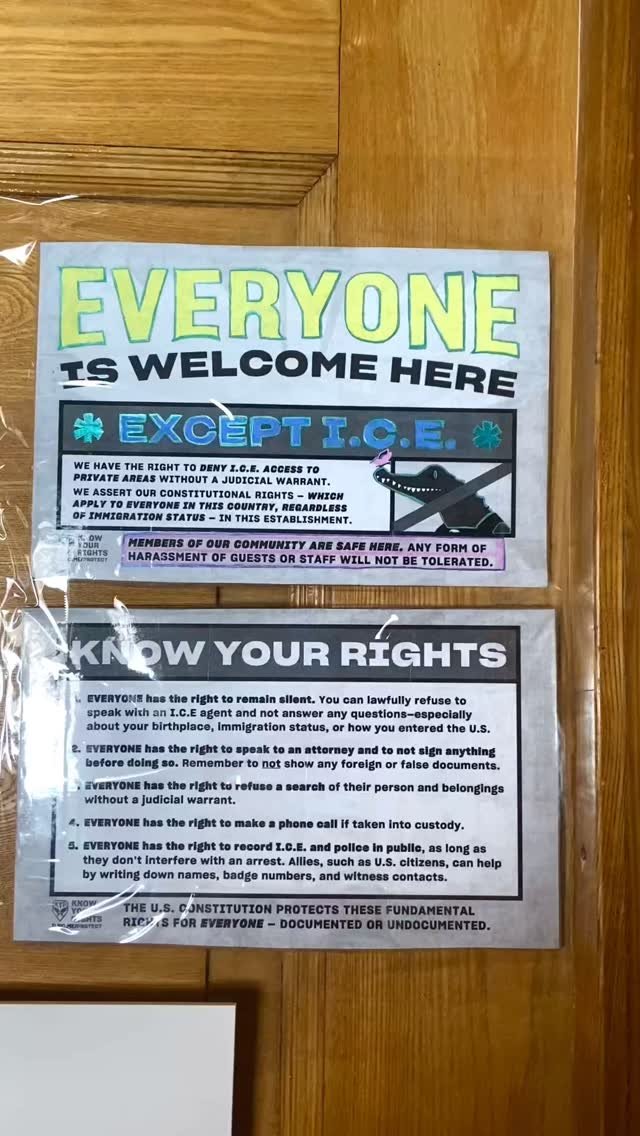 EVERYONE
IS WELCOME HERE
EXCEPT I.C.E.
WE HAVE THE RIGHT TO DENY I.C.E. ACCESS TO
PRIVATE AREAS WITHOUT A JUDICIAL WARRANT.
WE ASSERT OUR CONSTITUTIONAL RIGHTS – WHICH
APPLY TO EVERYONE IN THIS COUNTRY, REGARDLESS
OF IMMIGRATION STATUS – IN THIS ESTABLISHMENT.
KNOW
YOUR
RIGHTS
MEMBERS OF OUR COMMUNITY ARE SAFE HERE. ANY FORM OF
HARASSMENT OF GUESTS OR STAFF WILL NOT BE TOLERATED.
KNOW YOUR RIGHTS
1. EVERYONE has the right to remain silent. You can lawfully refuse to
speak with an I.C.E agent and not answer any questions—especially
about your birthplace, immigration status, or how you entered the U.S.
2. EVERYONE has the right to speak to an attorney and to not sign anything
before doing so. Remember to not show any foreign or false documents.
3. EVERYONE has the right to refuse a search of their person and belongings
without a judicial warrant.
4. EVERYONE has the right to make a phone call if taken into custody.
5. EVERYONE has the right to record I.C.E. and police in public, as long as
they don't interfere with an arrest. Allies, such as U.S. citizens, can help
by writing down names, badge numbers, and witness contacts.
KNOW
YOUR
RIGHTS
THE U.S. CONSTITUTION PROTECTS THESE FUNDAMENTAL
RIGHTS FOR EVERYONE – DOCUMENTED OR UNDOCUMENTED.